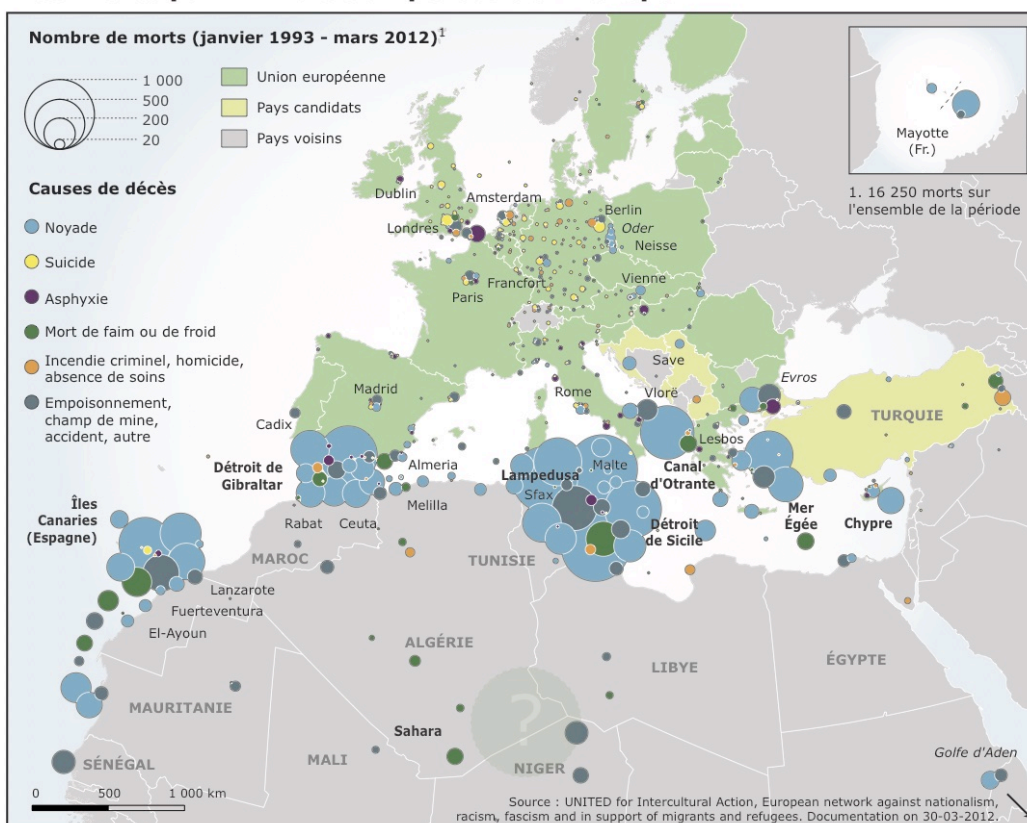 Nombre de morts (janvier 1993 - mars 2012)¹
1 000
500
200
20
Union européenne
Pays candidats
Pays voisins
Causes de décès
Noyade
Suicide
Asphyxie
Mort de faim ou de froid
Incendie criminel, homicide,
absence de soins
Empoisonnement,
champ de mine,
accident, autre
Mayotte
(Fr.)
1. 16 250 morts sur
l'ensemble de la période
Dublin
Amsterdam
Londres
Berlin
Oder
Neisse
Francfort
Paris
Vienne
Save
Madrid
Rome
Vlorë
Evros
TURQUIE
Cadix
Détroit de
Gibraltar
Almeria
Melilla
Rabat
Ceuta
Lampedusa
Malte
Sfax
Canal
d'Otrante
Lesbos
Détroit
de Sicile
Mer
Égée
Chypre
Îles
Canaries
(Espagne)
MAROC
TUNISIE
Lanzarote
Fuerteventura
El-Ayoun
ALGÉRIE
LIBYE
ÉGYPTE
MAURITANIE
Sahara
?
MALI
NIGER
SÉNÉGAL
Golfe d'Aden
0 500 1 000 km
Source : UNITED for Intercultural Action, European network against nationalism,
racism, fascism and in support of migrants and refugees. Documentation on 30-03-2012.